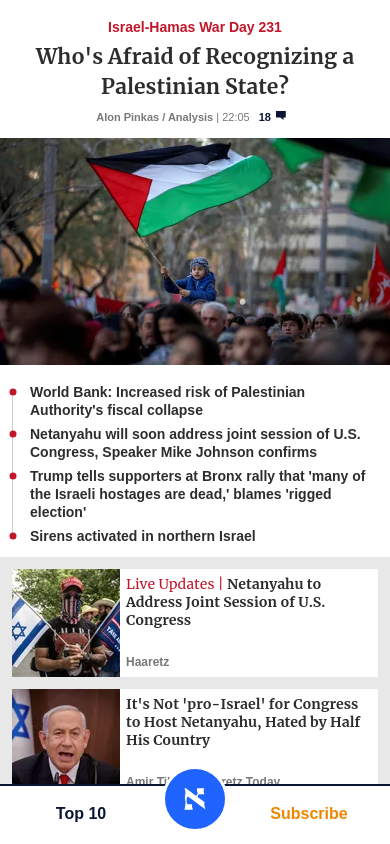 Israel-Hamas War Day 231
Who's Afraid of Recognizing a
Palestinian State?
Alon Pinkas / Analysis | 22:05 18
World Bank: Increased risk of Palestinian
Authority's fiscal collapse
Netanyahu will soon address joint session of U.S.
Congress, Speaker Mike Johnson confirms
Trump tells supporters at Bronx rally that 'many of
the Israeli hostages are dead,' blames 'rigged
election'
Sirens activated in northern Israel
Live Updates | Netanyahu to
Address Joint Session of U.S.
Congress
Haaretz
It's Not 'pro-Israel' for Congress
to Host Netanyahu, Hated by Half
His Country
Amir Today
Top 10
Subscribe